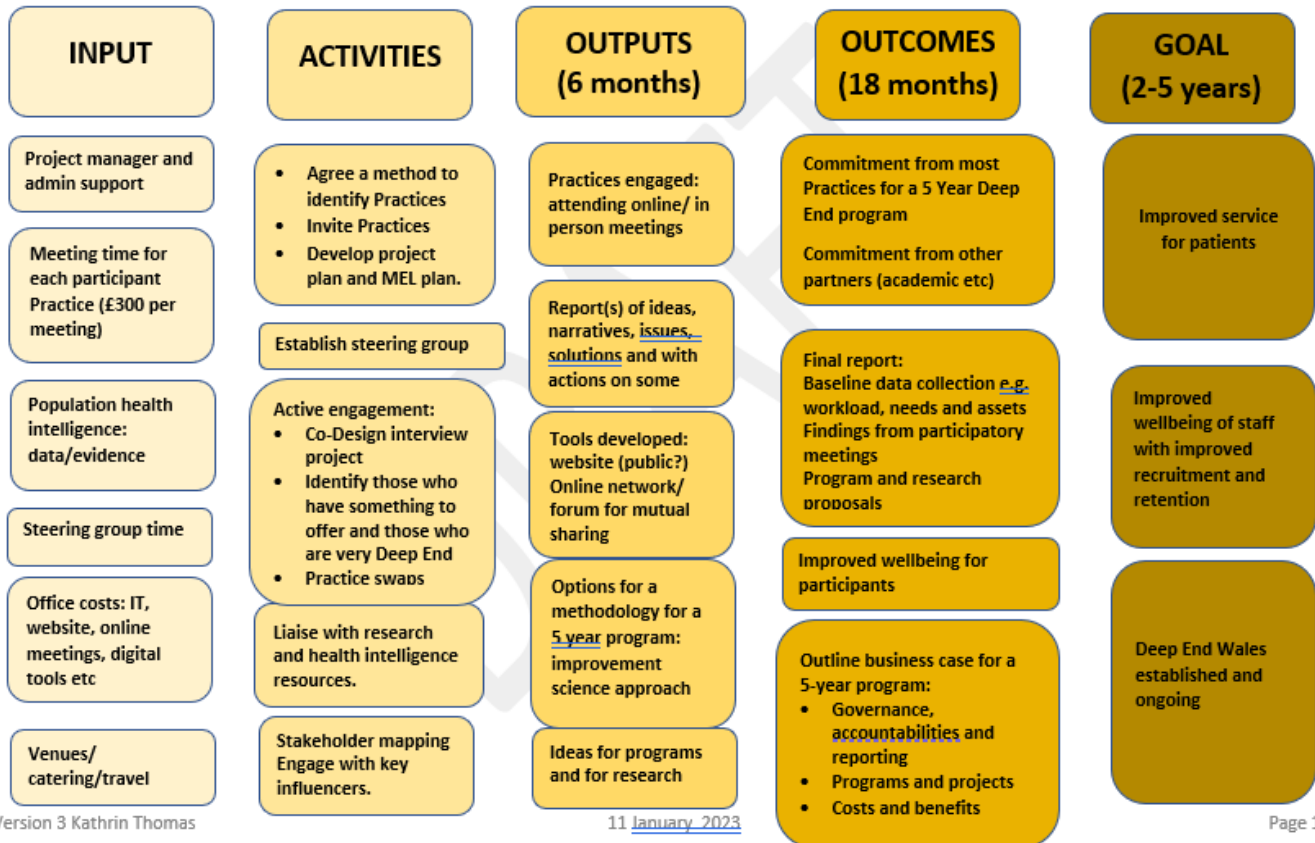 INPUT
Project manager and
admin support
Meeting time for
each participant
Practice (£300 per
meeting)
Population health
intelligence:
data/evidence
Steering group time
Office costs: IT,
website, online
meetings, digital
tools etc
Venues/
catering/travel
ACTIVITIES
• Agree a method to
identify Practices
• Invite Practices
• Develop project
plan and MEL plan.
Establish steering group
Active engagement:
• Co-Design interview
project
• Identify those who
have something to
offer and those who
are very Deep End
• Practice swaps
Liaise with research
and health intelligence
resources.
Stakeholder mapping
Engage with key
influencers.
OUTPUTS
(6 months)
Practices engaged:
attending online/ in
person meetings
Report(s) of ideas,
narratives, issues,
solutions and with
actions on some
Tools developed:
website (public?)
Online network/
forum for mutual
sharing
Options for a
methodology for a
5 year program:
improvement
science approach
Ideas for programs
and for research
OUTCOMES
(18 months)
Commitment from most
Practices for a 5 Year Deep
End program
Commitment from other
partners (academic etc)
Final report:
Baseline data collection e.g.
workload, needs and assets
Findings from participatory
meetings
Program and research
proposals
Improved wellbeing for
participants
Outline business case for a
5-year program:
• Governance,
accountabilities and
reporting
• Programs and projects
• Costs and benefits
GOAL
(2-5 years)
Improved service
for patients
Improved
wellbeing of staff
with improved
recruitment and
retention
Deep End Wales
established and
ongoing
Version 3 Kathrin Thomas
11 January 2023
Page 1